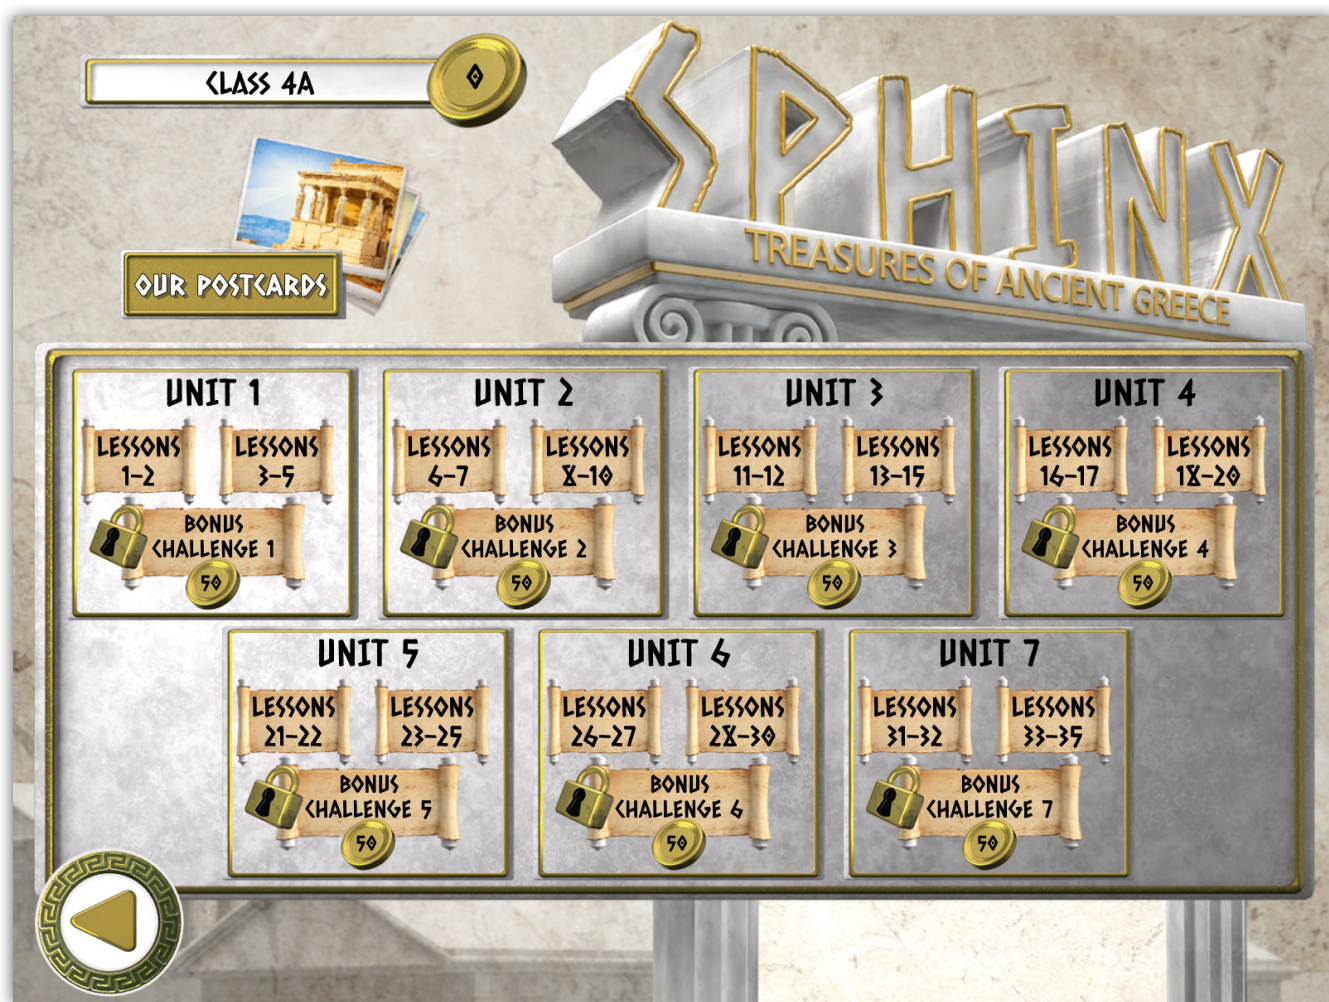 CLASS 4A
0
OUR POSTCARDS
SPHINX
TREASURES OF ANCIENT GREECE
UNIT 1
LESSONS
1-2
LESSONS
3-5
BONUS
CHALLENGE 1
50
UNIT 2
LESSONS
6-7
LESSONS
8-10
BONUS
CHALLENGE 2
50
UNIT 3
LESSONS
11-12
LESSONS
13-15
BONUS
CHALLENGE 3
50
UNIT 4
LESSONS
16-17
LESSONS
18-20
BONUS
CHALLENGE 4
50
UNIT 5
LESSONS
21-22
LESSONS
23-25
BONUS
CHALLENGE 5
50
UNIT 6
LESSONS
26-27
LESSONS
28-30
BONUS
CHALLENGE 6
50
UNIT 7
LESSONS
31-32
LESSONS
33-35
BONUS
CHALLENGE 7
50